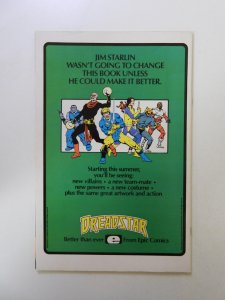 JIM STARLIN
WASN'T GOING TO CHANGE
THIS BOOK UNLESS
HE COULD MAKE IT BETTER.
Starting this summer,
you'll be seeing:
new villains • a new team-mate •
new powers • a new costume •
plus the same great artwork and action
DREADSTAR
Better than ever From Epic Comics